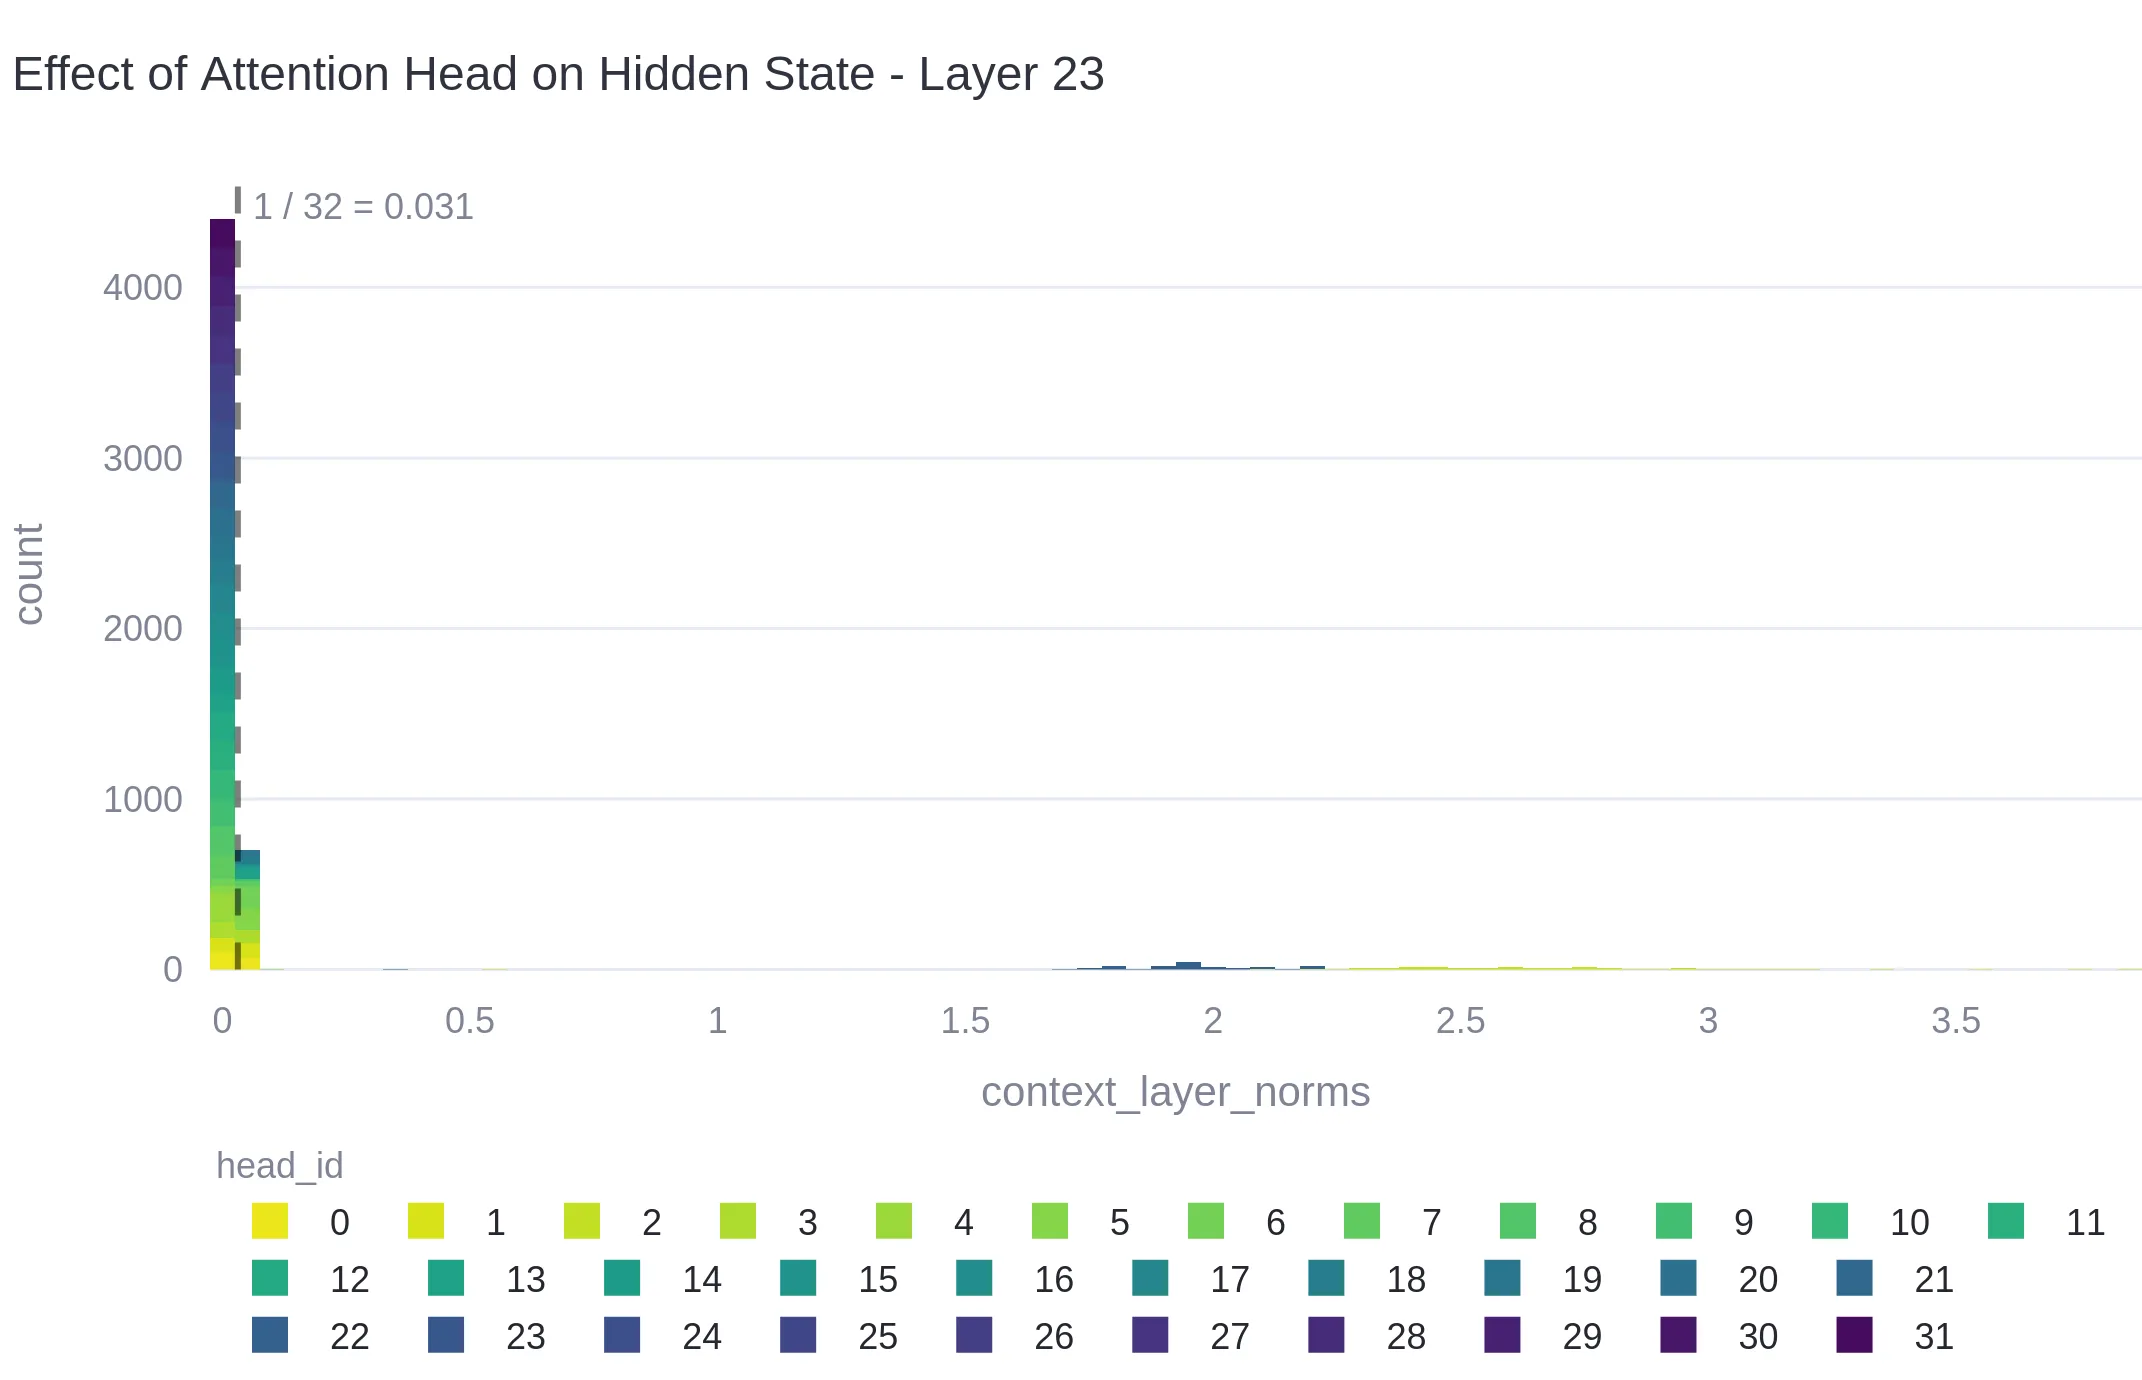 Effect of Attention Head on Hidden State - Layer 23
1 / 32 = 0.031
4000
3000
2000
1000
0
count
0 0.5 1 1.5 2 2.5 3 3.5
context_layer_norms
head_id
0 1 2 3 4 5 6 7 8 9 10 11
12 13 14 15 16 17 18 19 20 21
22 23 24 25 26 27 28 29 30 31